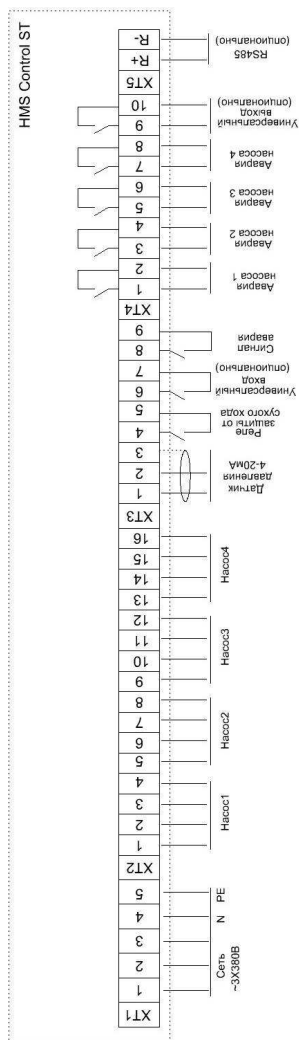 HMS Control ST
XT1
1
2
3
4
5
Сеть
~3X380В
N
PE
XT2
1
2
3
4
Насос1
5
6
7
8
Насос2
9
10
11
12
Насос3
13
14
15
16
Насос4
XT3
1
2
3
Датчик
давления
4-20мА
4
5
Реле
защиты от
сухого хода
6
7
Универсальный
вход
(опционально)
8
9
Сигнал
авария
XT4
1
2
Авария
насоса 1
3
4
Авария
насоса 2
5
6
Авария
насоса 3
7
8
Авария
насоса 4
9
10
Универсальный
выход
(опционально)
XT5
R+
R-
RS485
(опционально)